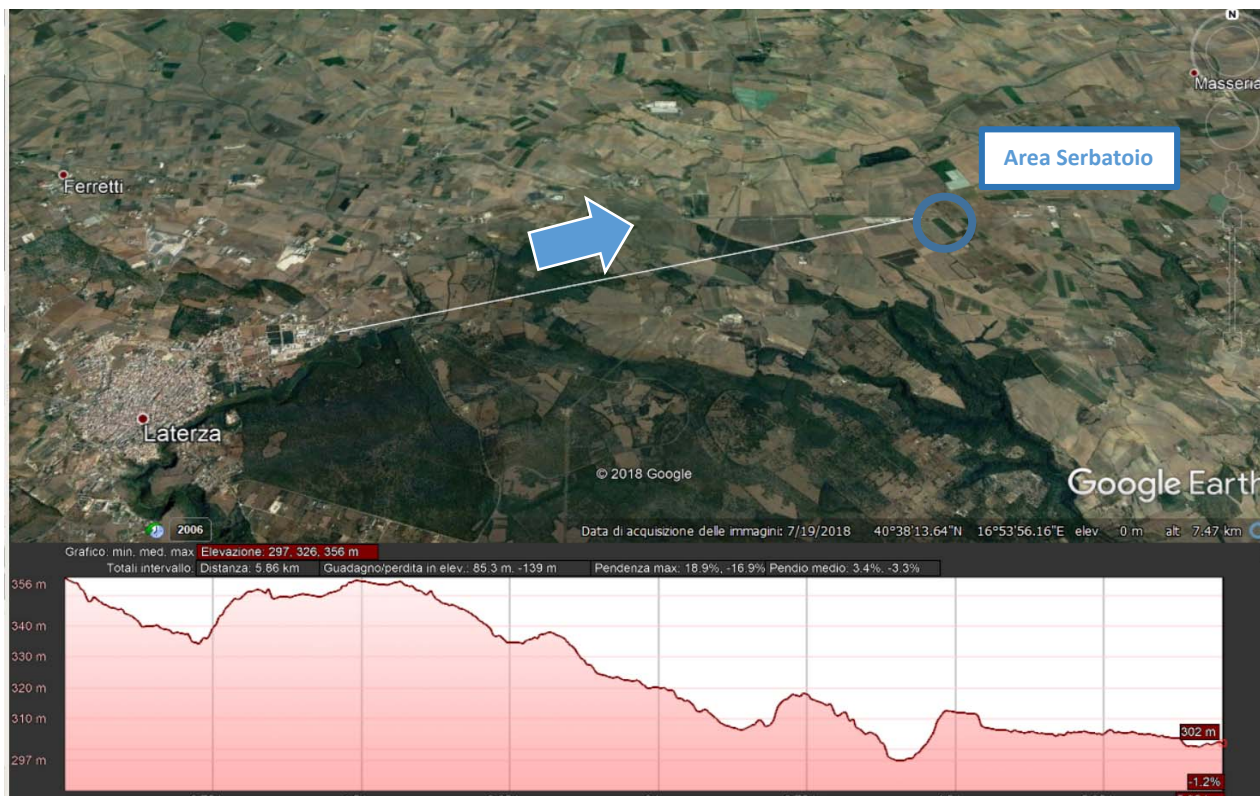 N
Masseria
Area Serbatoio
Ferretti
Laterza
© 2018 Google
Google Earth
2006
Data di acquisizione delle immagini: 7/19/2018 40°38'13.64"N 16°53'56.16"E elev 0 m alt 7.47 km
Grafico: min, med, max Elevazione: 297, 326, 356 m
Totali intervallo: Distanza: 5.86 km Guadagno/perdita in elev.: 85.3 m, -139 m Pendenza max: 18.9%, -16.9% Pendio medio: 3.4%, -3.3%
356 m
340 m
330 m
320 m
310 m
302 m
297 m
-1.2%